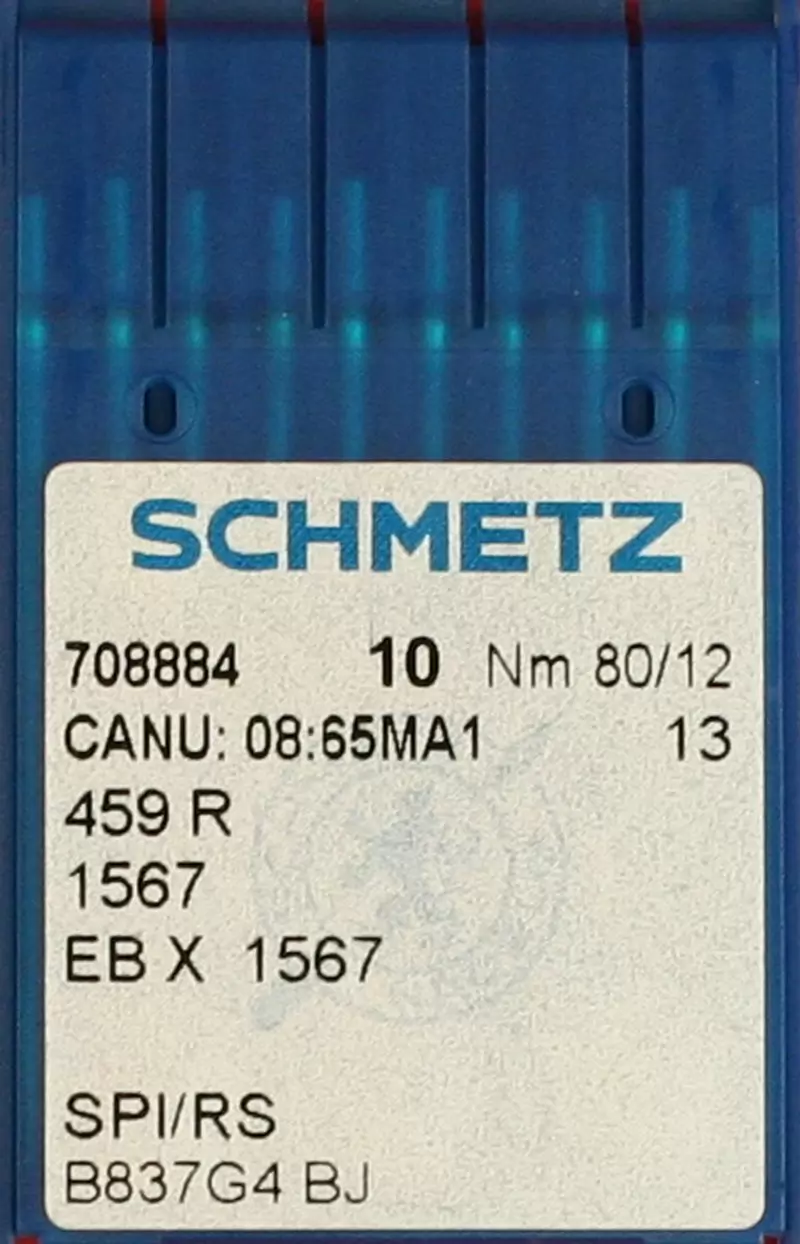 SCHMETZ
708884 10 Nm 80/12
CANU: 08:65MA1 13
459 R
1567
EB X 1567
SPI/RS
B837G4 BJ